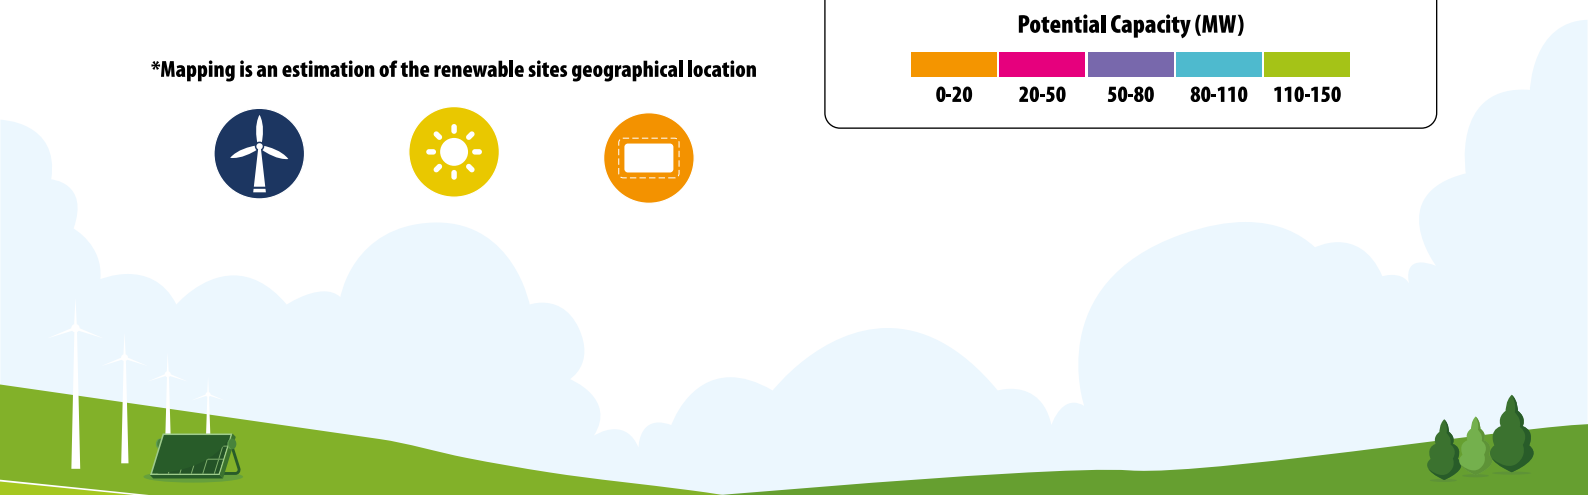 Potential Capacity (MW)
*Mapping is an estimation of the renewable sites geographical location
0-20 20-50 50-80 80-110 110-150